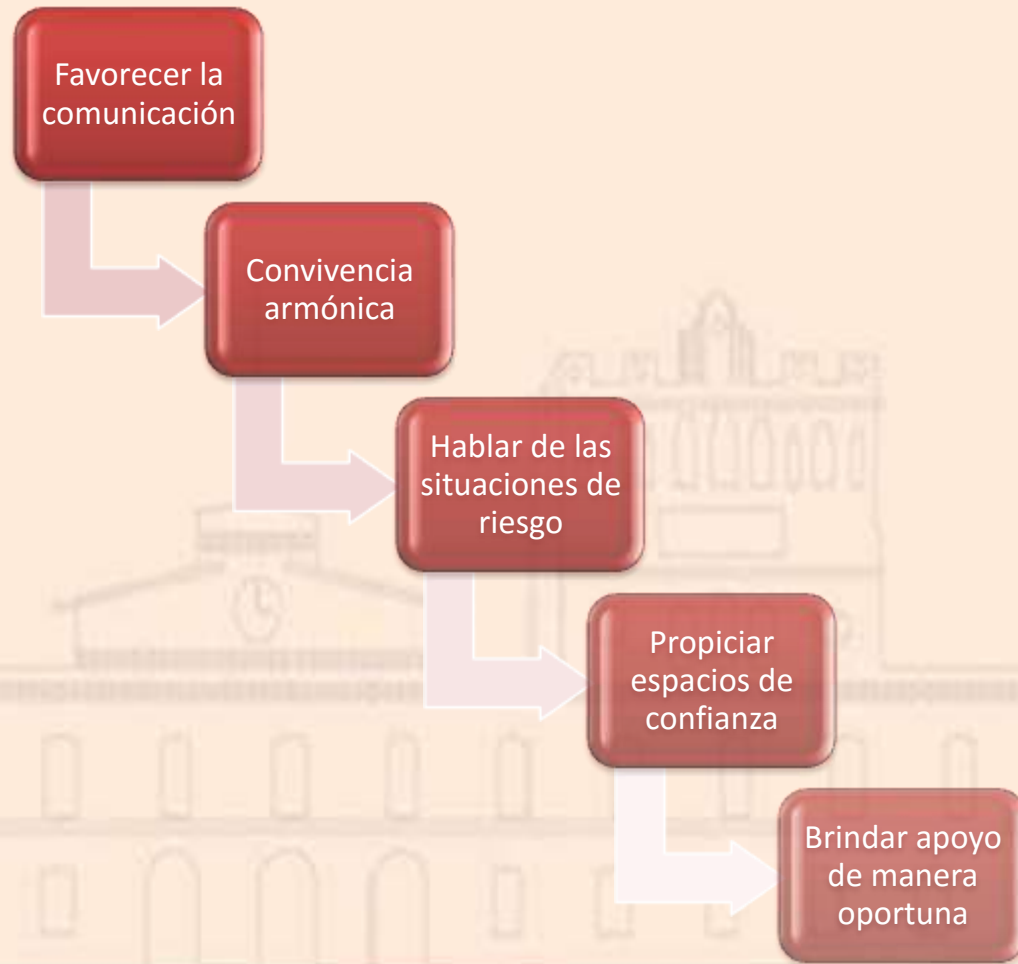 Favorecer la
comunicación
Convivencia
armónica
Hablar de las
situaciones de
riesgo
Propiciar
espacios de
confianza
Brindar apoyo
de manera
oportuna